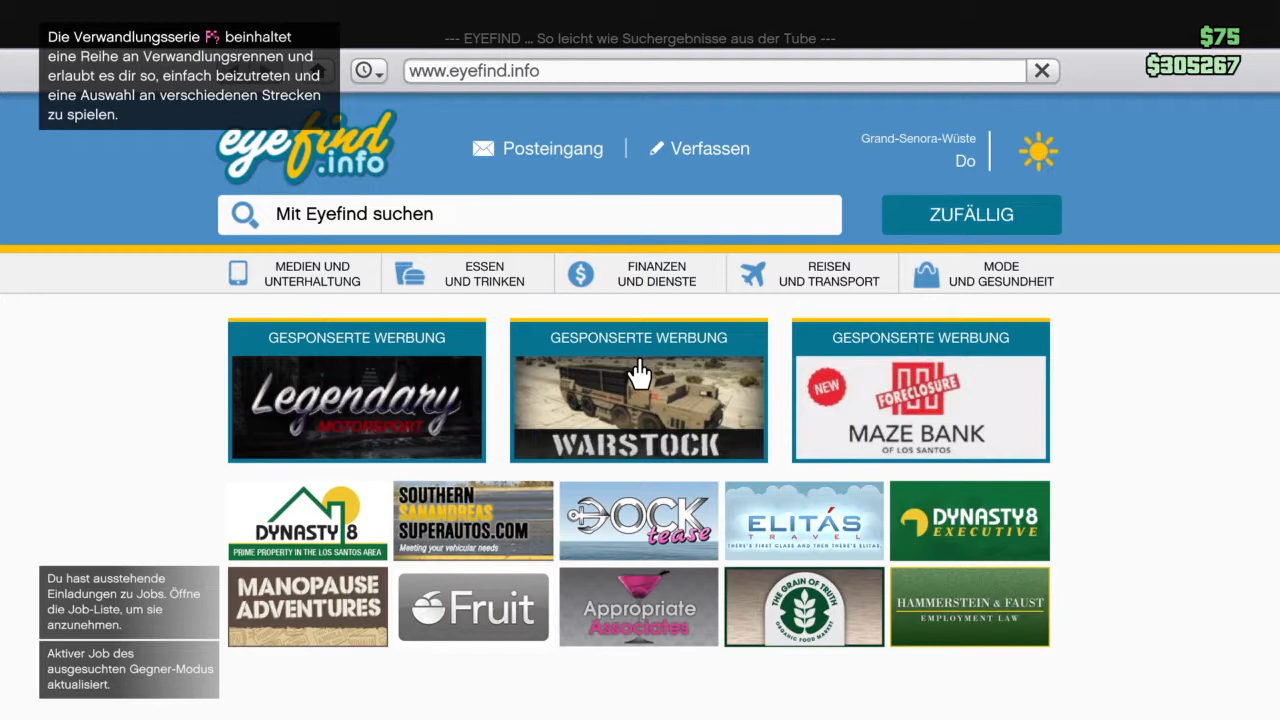 Die Verwandlungsserie beinhaltet
eine Reihe an Verwandlungsrennen und
erlaubt es dir so, einfach beizutreten und
eine Auswahl an verschiedenen Strecken
zu spielen.
--- EYEFIND ... So leicht wie Suchergebnisse aus der Tube ---
$75
$305267
www.eyefind.info
eyefind
.info
Posteingang
Verfassen
Grand-Senora-Wüste
Do
Mit Eyefind suchen
ZUFÄLLIG
MEDIEN UND
UNTERHALTUNG
ESSEN
UND TRINKEN
FINANZEN
UND DIENSTE
REISEN
UND TRANSPORT
MODE
UND GESUNDHEIT
GESPONSERTE WERBUNG
Legendary
MOTORSPORT
GESPONSERTE WERBUNG
WARSTOCK
GESPONSERTE WERBUNG
NEW
FORECLOSURE
MAZE BANK
OF LOS SANTOS
DYNASTY 8
PRIME PROPERTY IN THE LOS SANTOS AREA
SOUTHERN
SANANDREAS
SUPERAUTOS.COM
Meeting your vehicular needs
DOCK
tease
ELITÁS
TRAVEL
THERE'S FIRST CLASS AND THEN THERE'S ELITAS.
DYNASTY 8
EXECUTIVE
MANOPAUSE
ADVENTURES
Fruit
Appropriate
Associates
THE GRAIN OF TRUTH
ORGANIC FOOD MARKET
HAMMERSTEIN & FAUST
EMPLOYMENT LAW
Du hast ausstehende
Einladungen zu Jobs. Öffne
die Job-Liste, um sie
anzunehmen.
Aktiver Job des
ausgesuchten Gegner-Modus
aktualisiert.